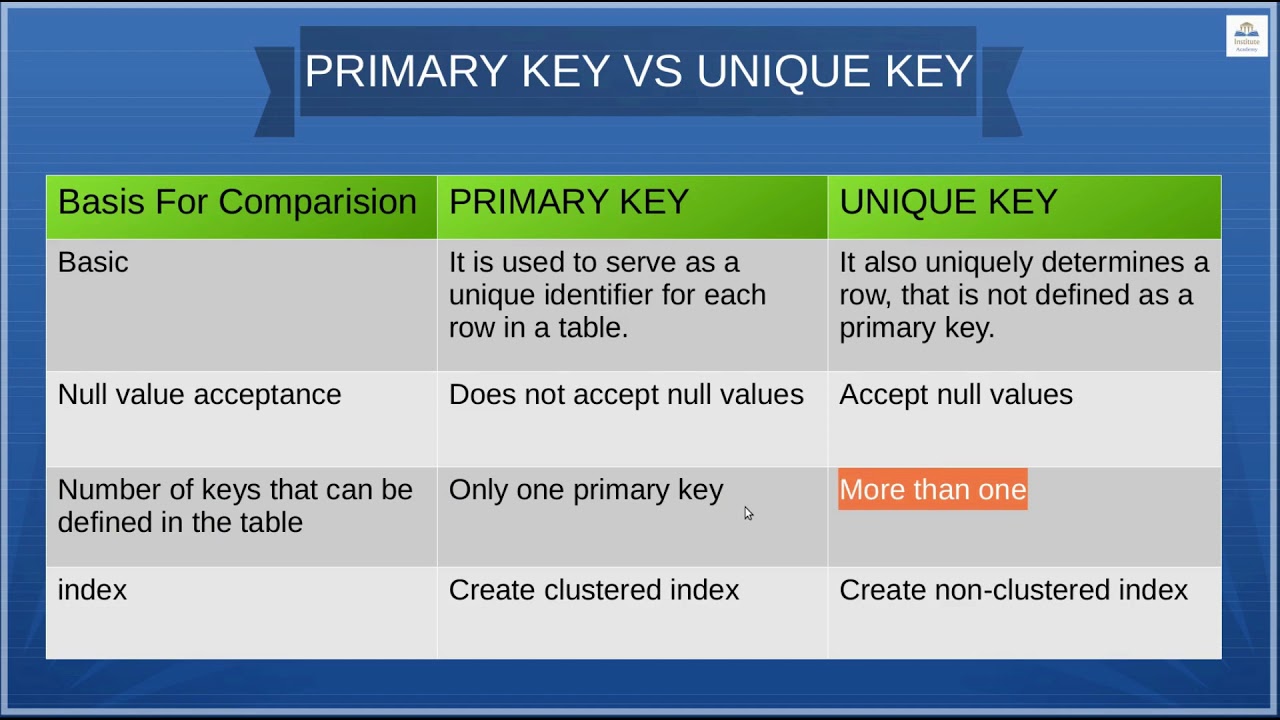 Insitute
Academy
PRIMARY KEY VS UNIQUE KEY
Basis For Comparision
PRIMARY KEY
UNIQUE KEY
Basic
It is used to serve as a
unique identifier for each
row in a table.
It also uniquely determines a
row, that is not defined as a
primary key.
Null value acceptance
Does not accept null values
Accept null values
Number of keys that can be
defined in the table
Only one primary key
More than one
index
Create clustered index
Create non-clustered index